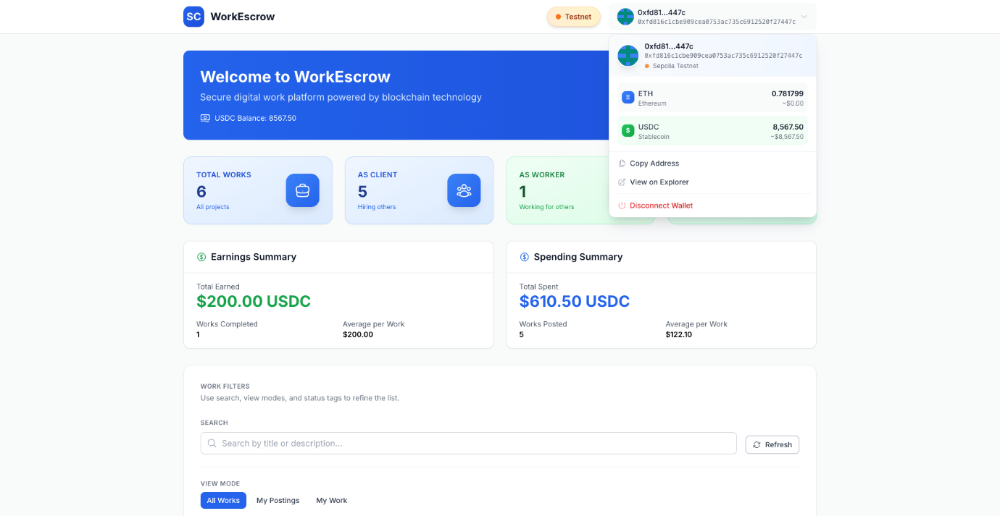 SC WorkEscrow
Testnet
0xfd81...447c
0xfd816c1cbe909cea0753ac735c6912520f27447c
0xfd81...447c
0xfd816c1cbe909cea0753ac735c6912520f27447c
Sepolia Testnet
Ξ ETH 0.781799
Ethereum ~$0.00
$ USDC 8,567.50
Stablecoin ~$8,567.50
Copy Address
View on Explorer
Disconnect Wallet
Welcome to WorkEscrow
Secure digital work platform powered by blockchain technology
USDC Balance: 8567.50
TOTAL WORKS
6
All projects
AS CLIENT
5
Hiring others
AS WORKER
1
Working for others
Earnings Summary
Total Earned
$200.00 USDC
Works Completed Average per Work
1 $200.00
Spending Summary
Total Spent
$610.50 USDC
Works Posted Average per Work
5 $122.10
WORK FILTERS
Use search, view modes, and status tags to refine the list.
SEARCH
Search by title or description...
Refresh
VIEW MODE
All Works My Postings My Work